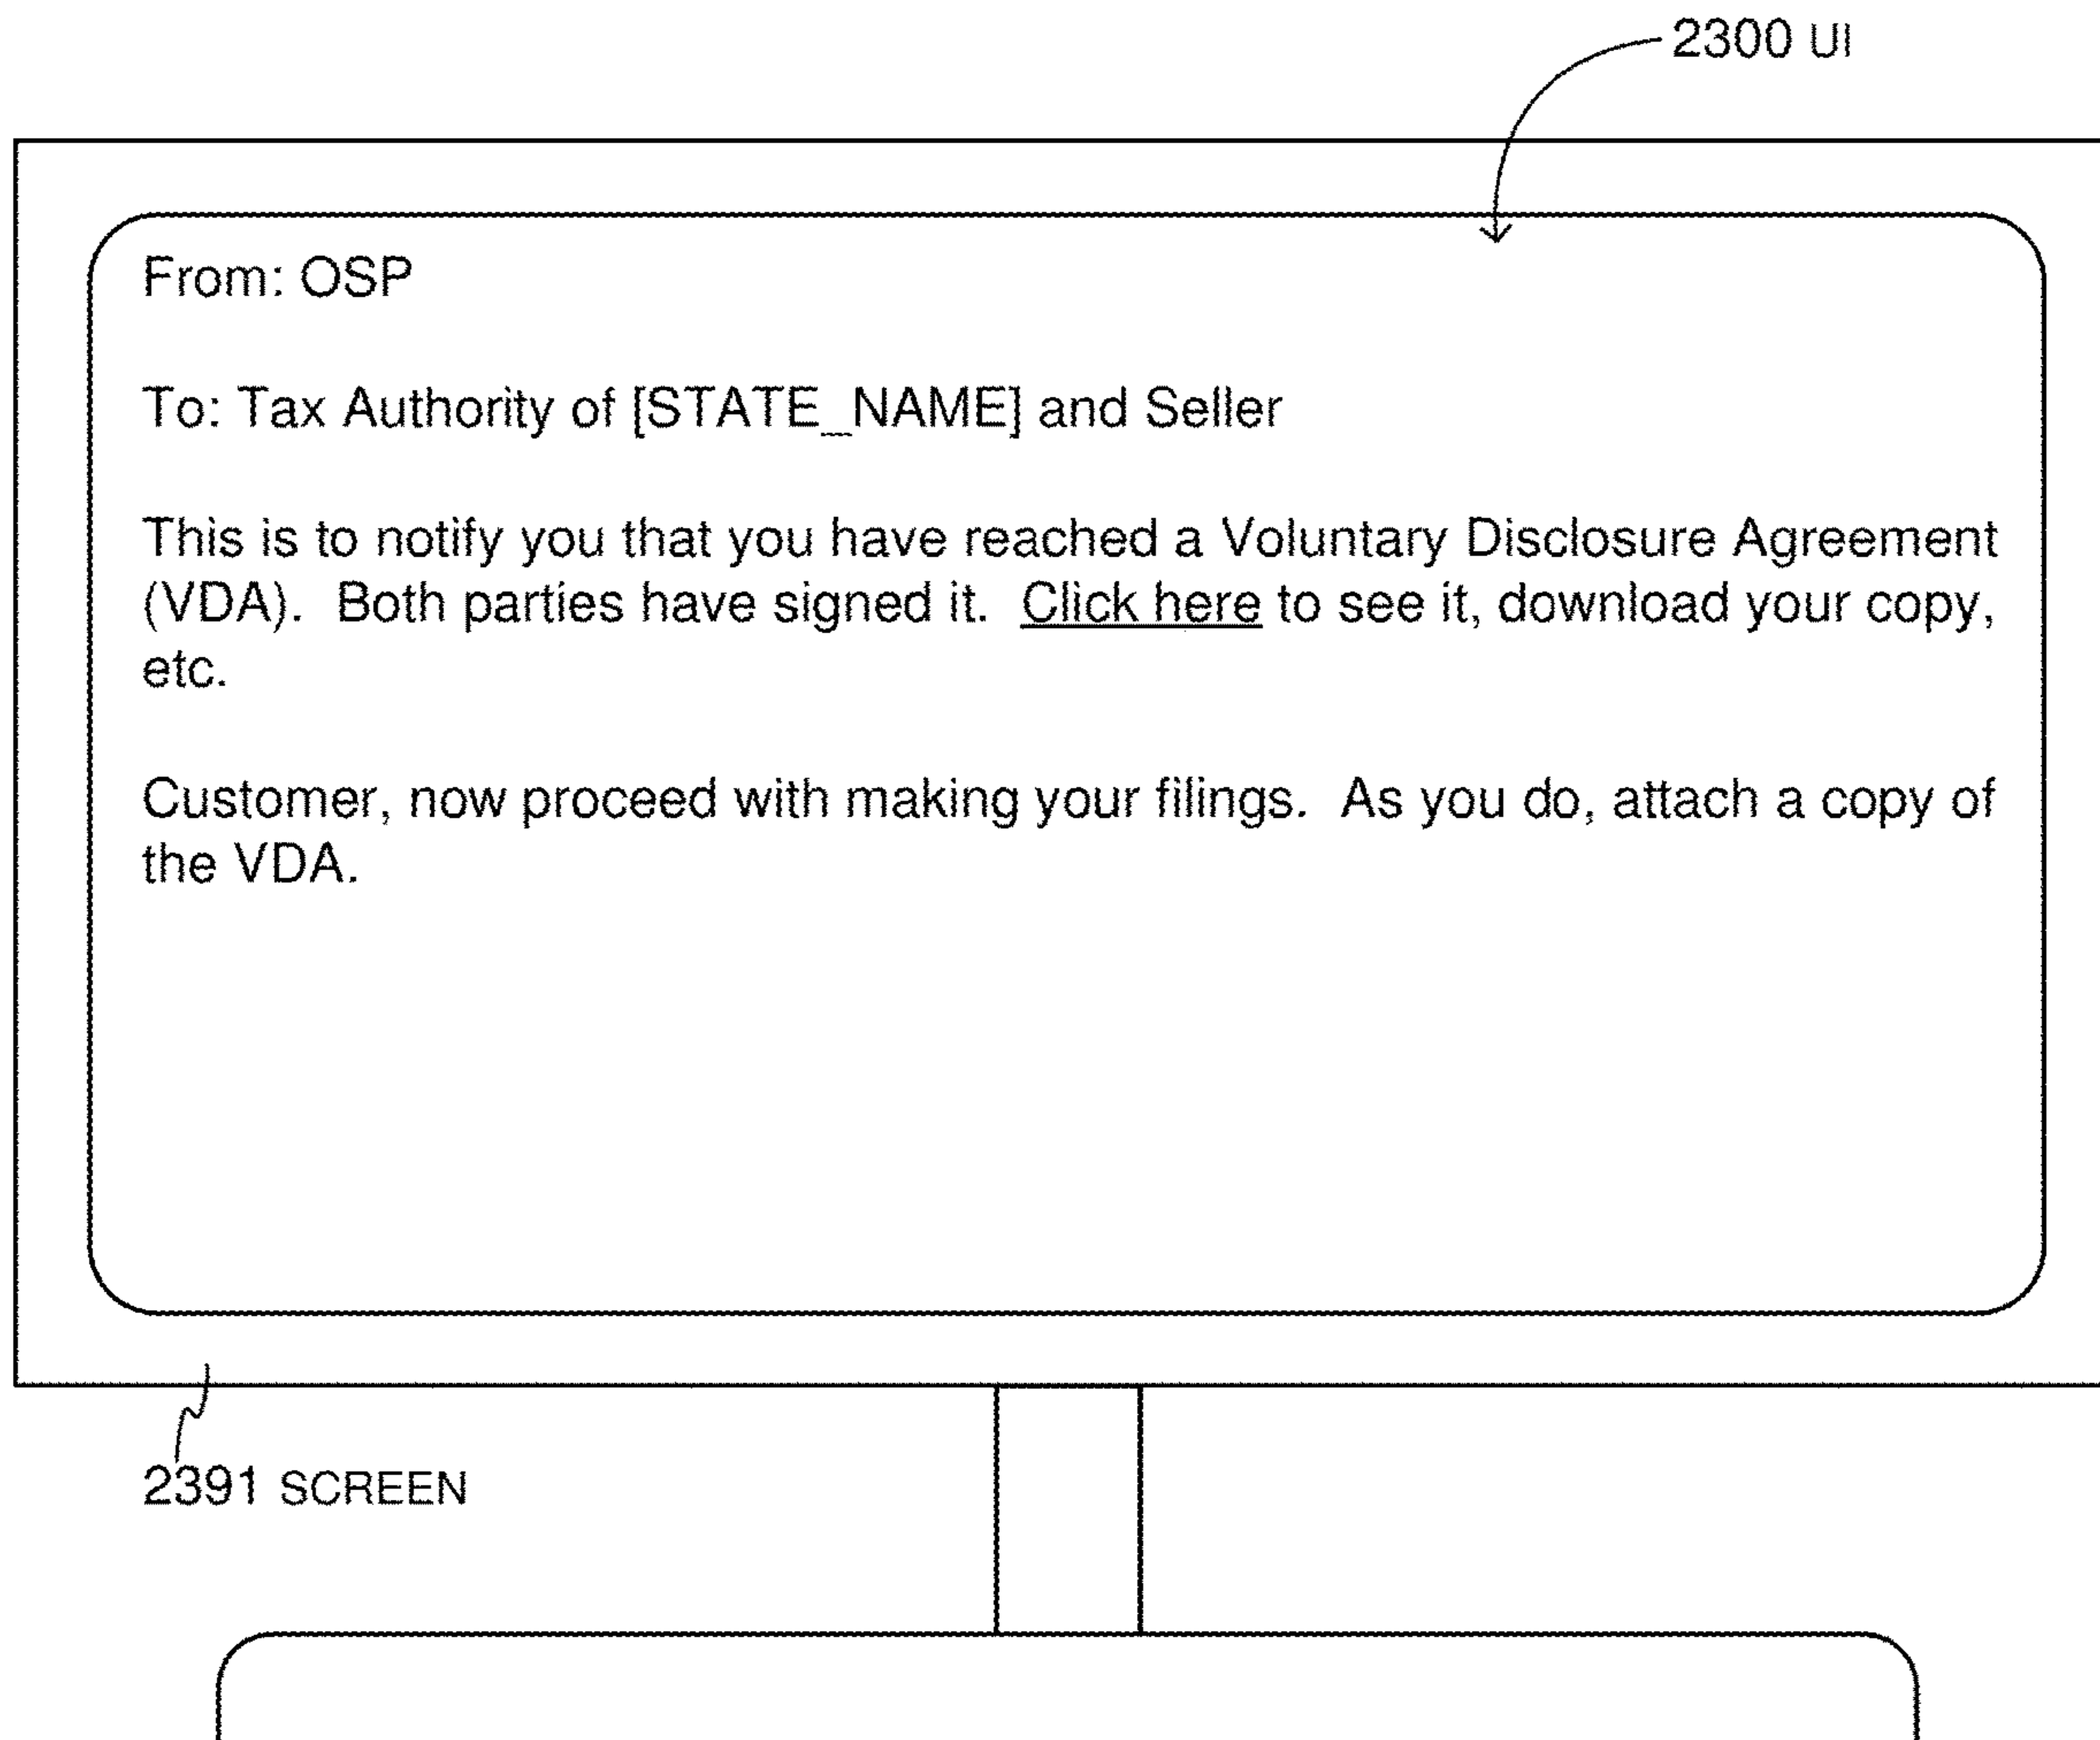 2300 UI
From: OSP
To: Tax Authority of [STATE_NAME] and Seller
This is to notify you that you have reached a Voluntary Disclosure Agreement
(VDA).  Both parties have signed it.  Click here to see it, download your copy,
etc.
Customer, now proceed with making your filings.  As you do, attach a copy of
the VDA.
2391 SCREEN